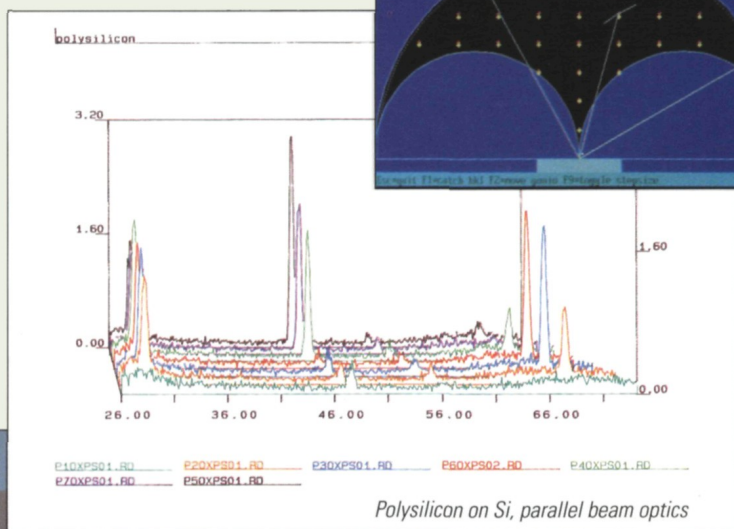 polysilicon
3.20
1.60
0.00
1.60
0.00
26.00 36.00 46.00 56.00 66.00
P10XPS01.RD P20XPS01.RD P30XPS01.RD P60XPS02.RD P40XPS01.RD
P70XPS01.RD P50XPS01.RD
Polysilicon on Si, parallel beam optics